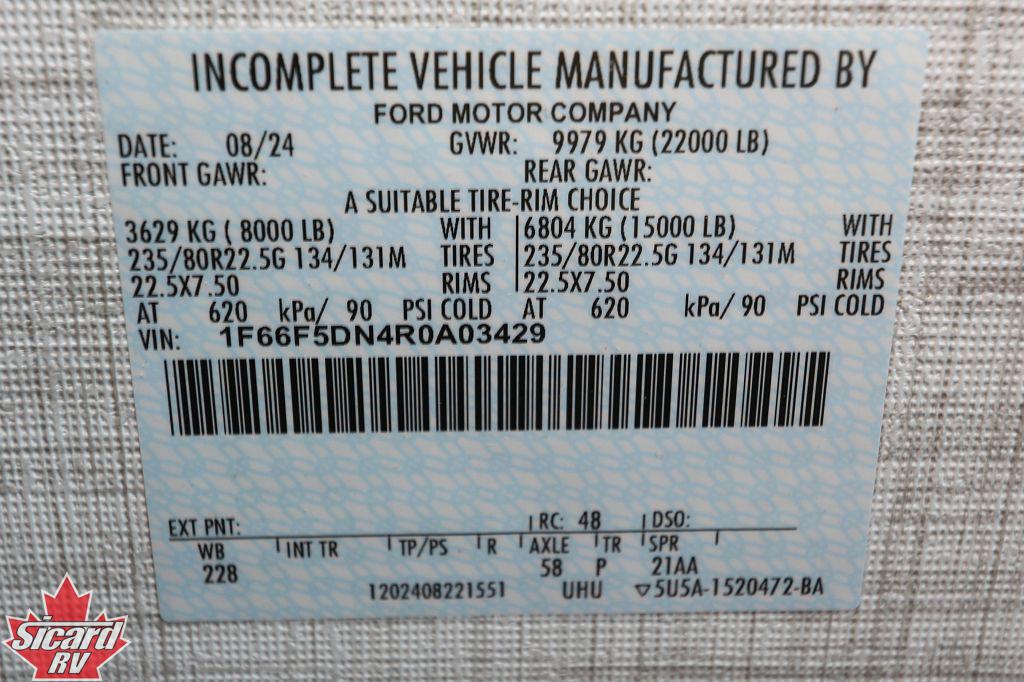 INCOMPLETE VEHICLE MANUFACTURED BY
FORD MOTOR COMPANY
DATE: 08/24 GVWR: 9979 KG (22000 LB)
FRONT GAWR: REAR GAWR:
A SUITABLE TIRE-RIM CHOICE
3629 KG ( 8000 LB) WITH 6804 KG (15000 LB) WITH
235/80R22.5G 134/131M TIRES 235/80R22.5G 134/131M TIRES
22.5X7.50 RIMS 22.5X7.50 RIMS
AT 620 kPa/ 90 PSI COLD AT 620 kPa/ 90 PSI COLD
VIN: 1F66F5DN4R0A03429
EXT PNT: RC: 48 DSO:
WB INT TR TP/PS R AXLE TR SPR
228 58 P 21AA
1202408221551 UHU ▽5U5A-1520472-BA
Sicard
RV